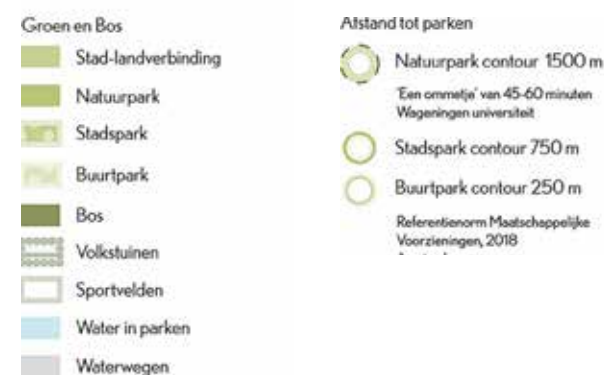 Groen en Bos
Stad-landverbinding
Natuurpark
Stadspark
Buurtpark
Bos
Volkstuinen
Sportvelden
Water in parken
Waterwegen
Afstand tot parken
Natuurpark contour 1500 m
'Een ommetje' van 45-60 minuten
Wageningen universiteit
Stadspark contour 750 m
Buurtpark contour 250 m
Referentienorm Maatschappelijke
Voorzieningen, 2018